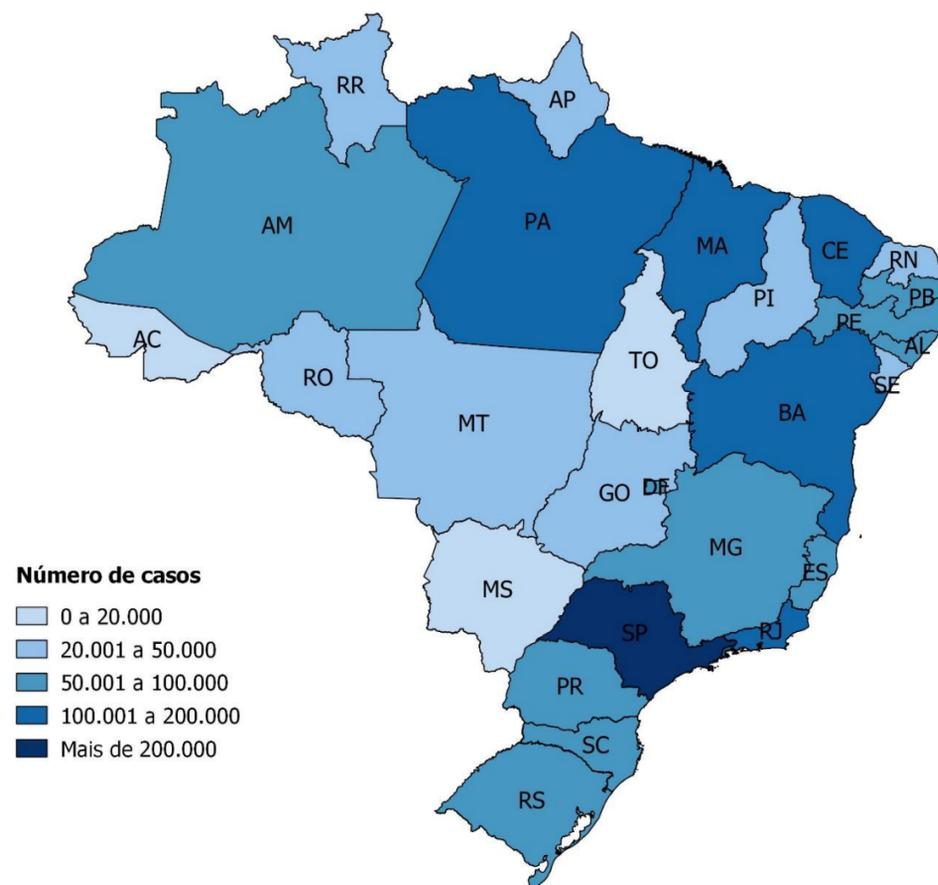 RR
AP
AM
PA
MA
CE
RN
PI
PB
PE
AC
AL
TO
RO
SE
BA
MT
GO
DF
MG
ES
MS
SP
RJ
PR
SC
RS
Número de casos
0 a 20.000
20.001 a 50.000
50.001 a 100.000
100.001 a 200.000
Mais de 200.000